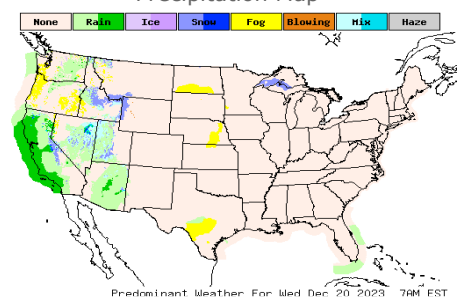 Precipitation Map
None Rain Ice Snow Fog Blowing Mix Haze
Predominant Weather For Wed Dec 20 2023 7AM EST